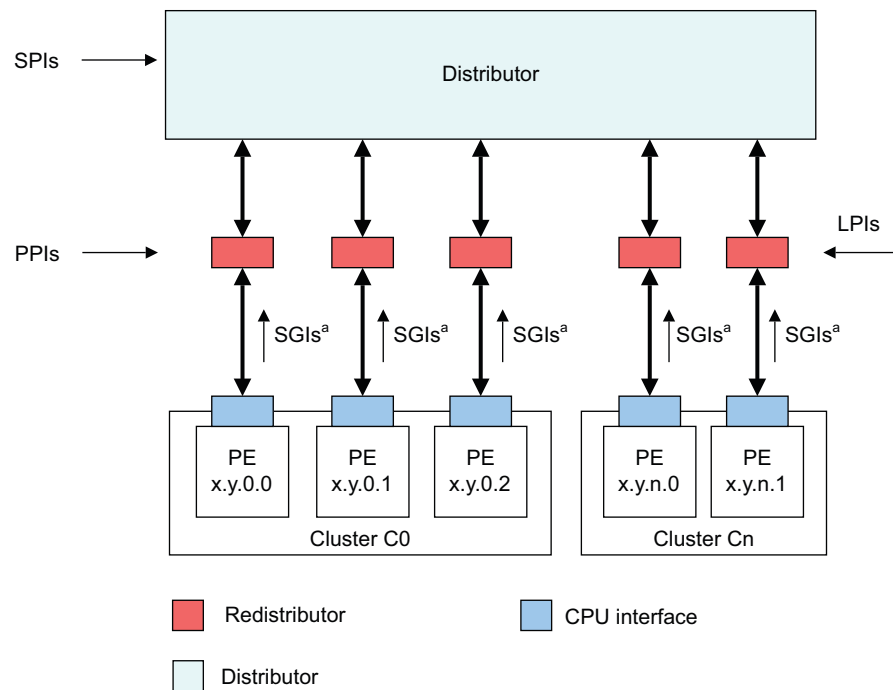 SPIs
Distributor
PPIs
LPIs
SGIsᵃ
SGIsᵃ
SGIsᵃ
SGIsᵃ
SGIsᵃ
PE
x.y.0.0
PE
x.y.0.1
PE
x.y.0.2
PE
x.y.n.0
PE
x.y.n.1
Cluster C0
Cluster Cn
Redistributor
CPU interface
Distributor